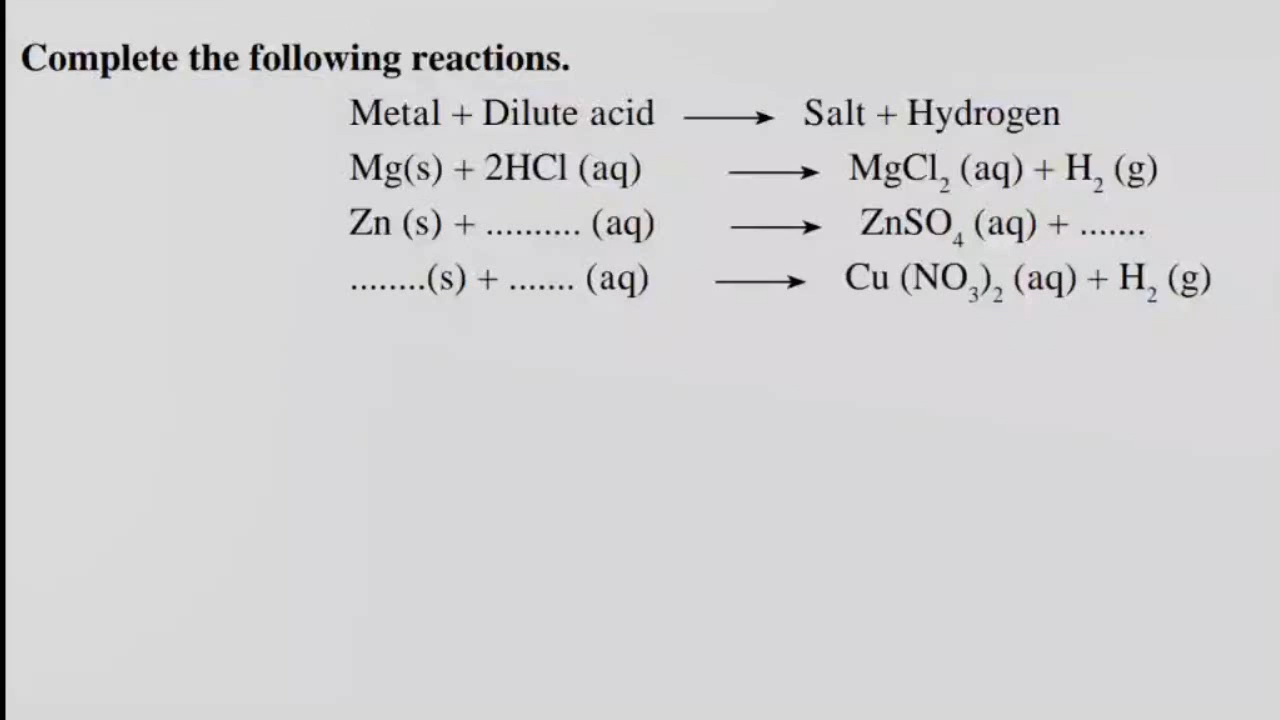 Complete the following reactions.
Metal + Dilute acid ⟶ Salt + Hydrogen
Mg(s) + 2HCl (aq) ⟶ MgCl₂ (aq) + H₂ (g)
Zn (s) + .......... (aq) ⟶ ZnSO₄ (aq) + .......
........(s) + ....... (aq) ⟶ Cu (NO₃)₂ (aq) + H₂ (g)